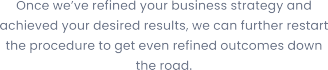 Once we've refined your business strategy and
achieved your desired results, we can further restart
the procedure to get even refined outcomes down
the road.